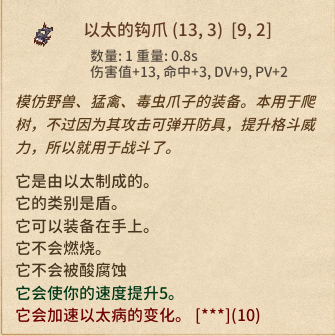 以太的钩爪 (13, 3)  [9, 2]
数量: 1 重量: 0.8s
伤害值+13, 命中+3, DV+9, PV+2
模仿野兽、猛禽、毒虫爪子的装备。本用于爬
树，不过因为其攻击可弹开防具，提升格斗威
力，所以就用于战斗了。
它是由以太制成的。
它的类别是盾。
它可以装备在手上。
它不会燃烧。
它不会被酸腐蚀
它会使你的速度提升5。
它会加速以太病的变化。 [***](10)